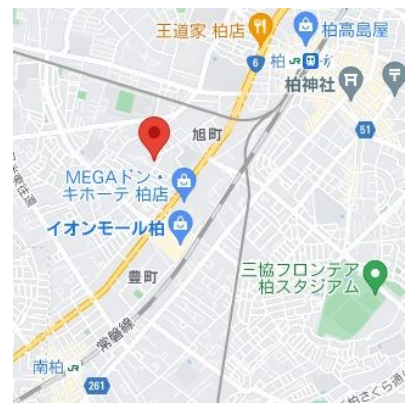 王道家 柏店
柏高島屋
6
柏 JR
柏神社
旭町
51
MEGAドン・
キホーテ 柏店
イオンモール柏
三協フロンテア
柏スタジアム
豊町
常磐線
南柏 JR
261